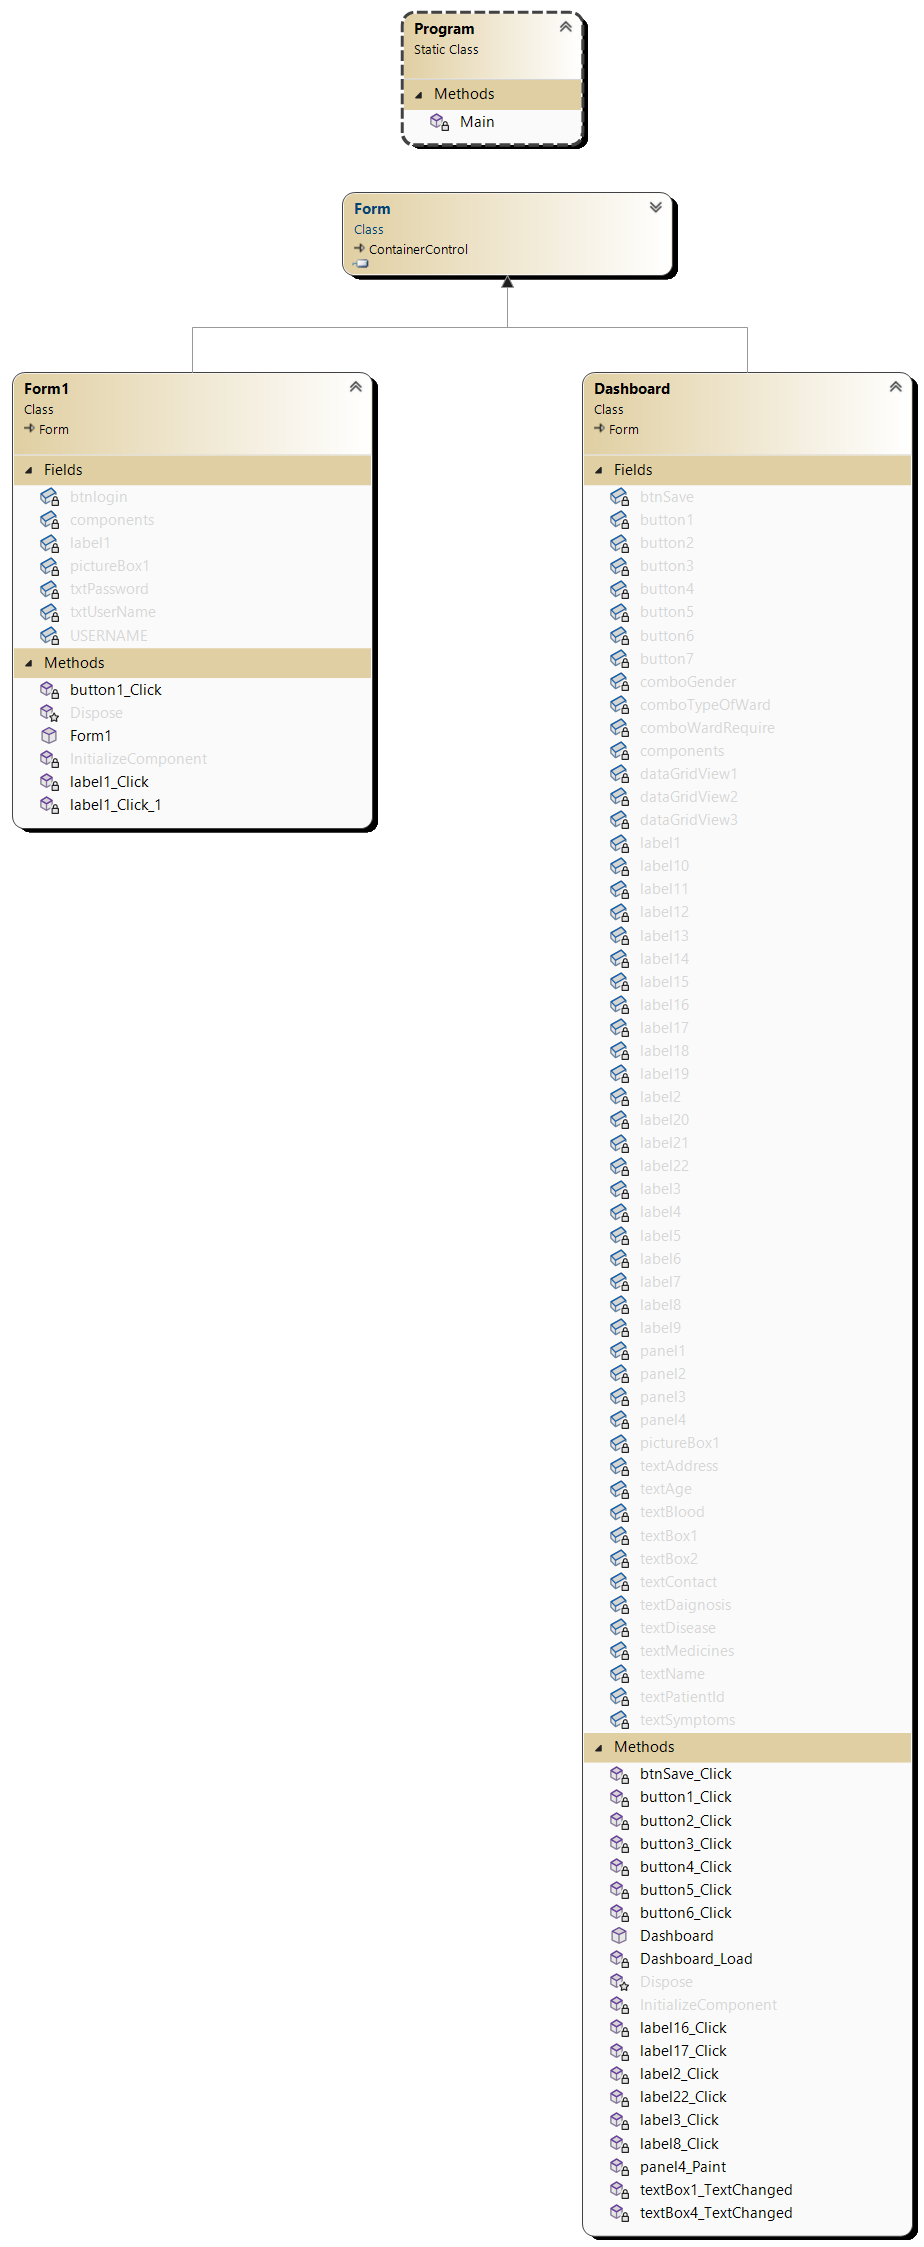 Program
Static Class
Methods
Main
Form
Class
ContainerControl
Form1
Class
Form
Fields
btnlogin
components
label1
pictureBox1
txtPassword
txtUserName
USERNAME
Methods
button1_Click
Dispose
Form1
InitializeComponent
label1_Click
label1_Click_1
Dashboard
Class
Form
Fields
btnSave
button1
button2
button3
button4
button5
button6
button7
comboGender
comboTypeOfWard
comboWardRequire
components
dataGridView1
dataGridView2
dataGridView3
label1
label10
label11
label12
label13
label14
label15
label16
label17
label18
label19
label2
label20
label21
label22
label3
label4
label5
label6
label7
label8
label9
panel1
panel2
panel3
panel4
pictureBox1
textAddress
textAge
textBlood
textBox1
textBox2
textContact
textDaignosis
textDisease
textMedicines
textName
textPatientId
textSymptoms
Methods
btnSave_Click
button1_Click
button2_Click
button3_Click
button4_Click
button5_Click
button6_Click
Dashboard
Dashboard_Load
Dispose
InitializeComponent
label16_Click
label17_Click
label2_Click
label22_Click
label3_Click
label8_Click
panel4_Paint
textBox1_TextChanged
textBox4_TextChanged